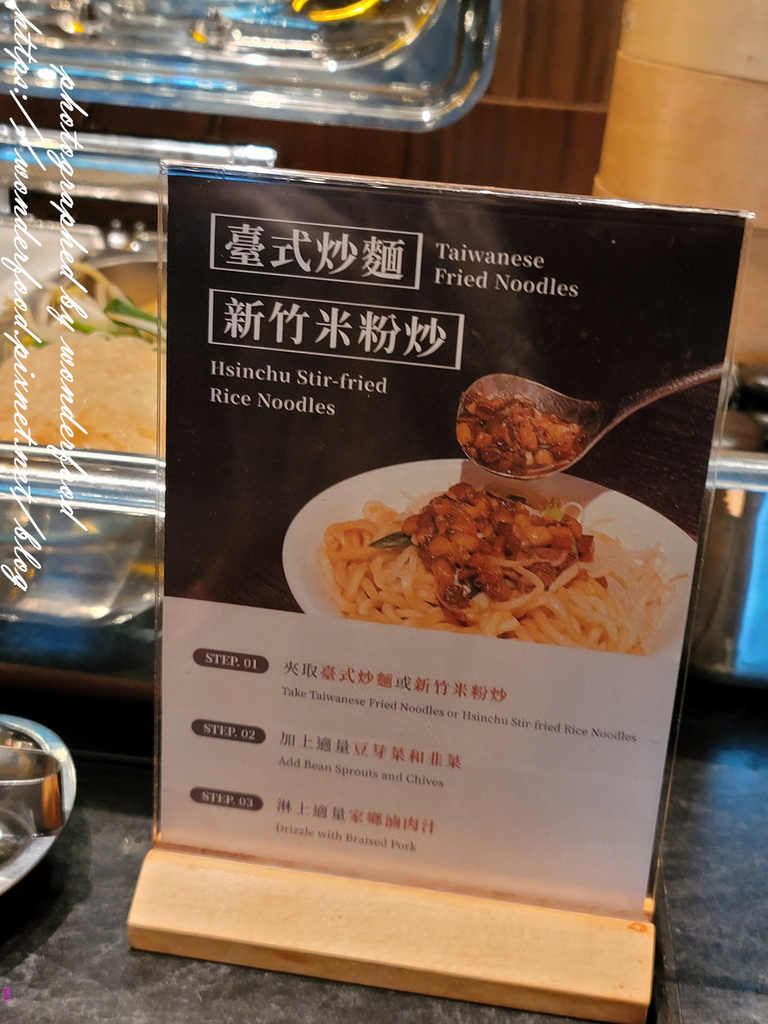 臺式炒麵
Taiwanese
Fried Noodles
新竹米粉炒
Hsinchu Stir-fried
Rice Noodles
STEP. 01
夾取臺式炒麵或新竹米粉炒
Take Taiwanese Fried Noodles or Hsinchu Stir-fried Rice Noodles
STEP. 02
加上適量豆芽菜和韭菜
Add Bean Sprouts and Chives
STEP. 03
淋上適量家鄉滷肉汁
Drizzle with Braised Pork
photographed by wonderfood
https://wonderfood.pixnet.net/blog